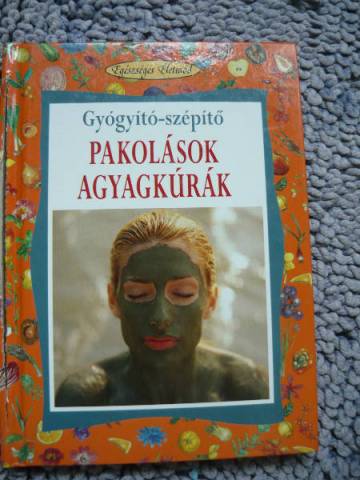 Egészséges Életmód
Gyógyító-szépítő
PAKOLÁSOK
AGYAGKÚRÁK